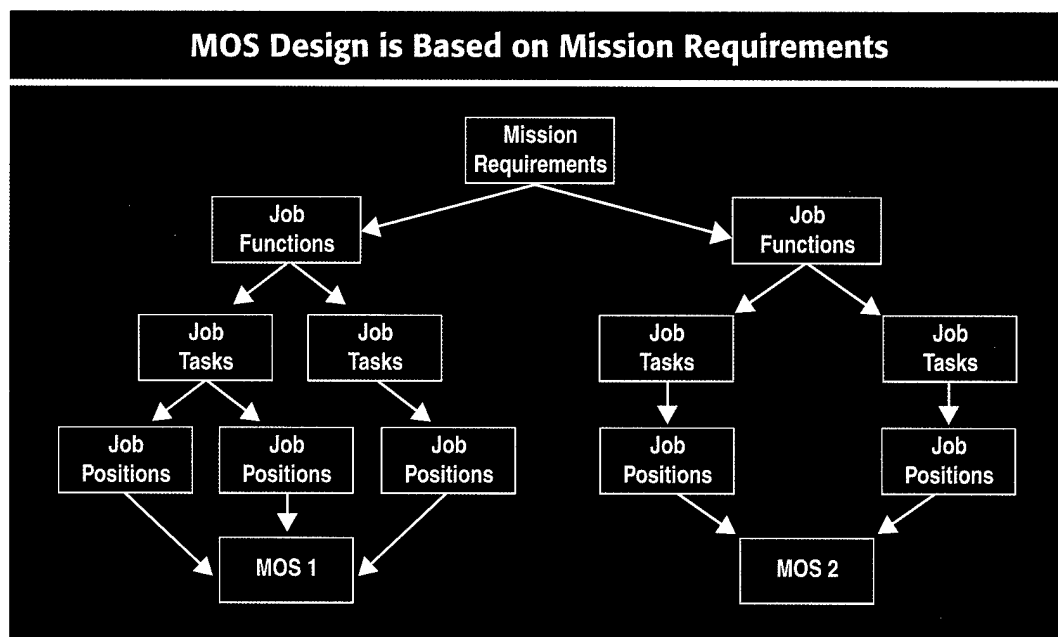 MOS Design is Based on Mission Requirements
Mission
Requirements
Job
Functions
Job
Functions
Job
Tasks
Job
Tasks
Job
Tasks
Job
Tasks
Job
Positions
Job
Positions
Job
Positions
Job
Positions
Job
Positions
MOS 1
MOS 2